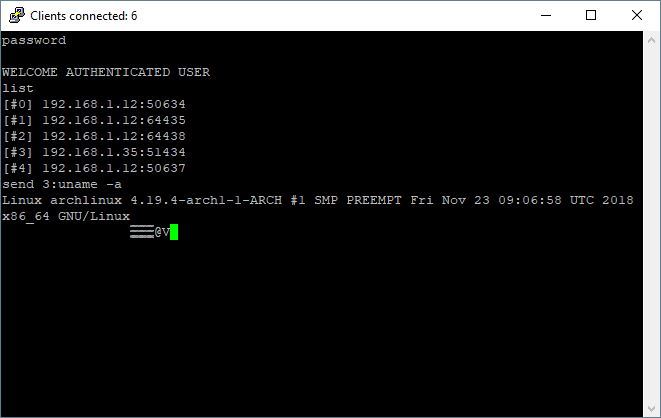 Clients connected: 6
password
WELCOME AUTHENTICATED USER
list
[#0] 192.168.1.12:50634
[#1] 192.168.1.12:64435
[#2] 192.168.1.12:64438
[#3] 192.168.1.35:51434
[#4] 192.168.1.12:50637
send 3:uname -a
Linux archlinux 4.19.4-arch1-1-ARCH #1 SMP PREEMPT Fri Nov 23 09:06:58 UTC 2018
x86_64 GNU/Linux
@V